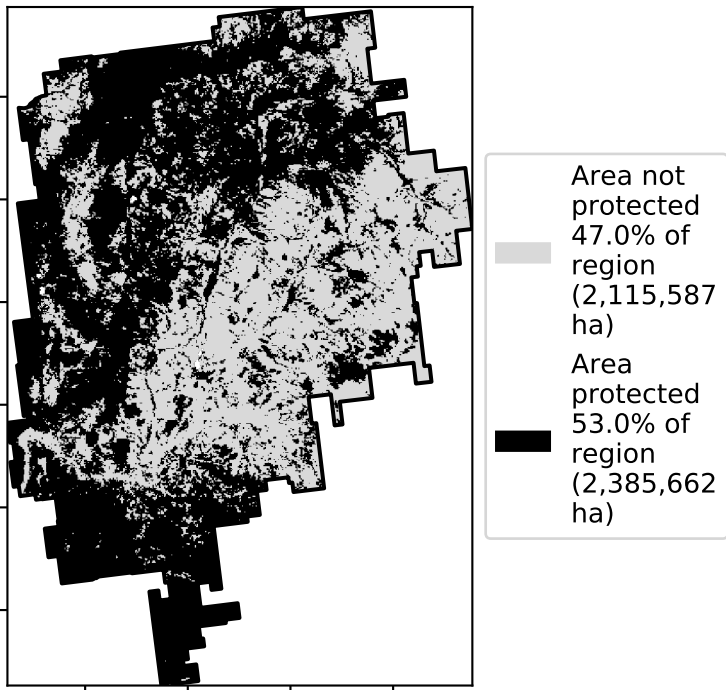 Area not
protected
47.0% of
region
(2,115,587
ha)
Area
protected
53.0% of
region
(2,385,662
ha)